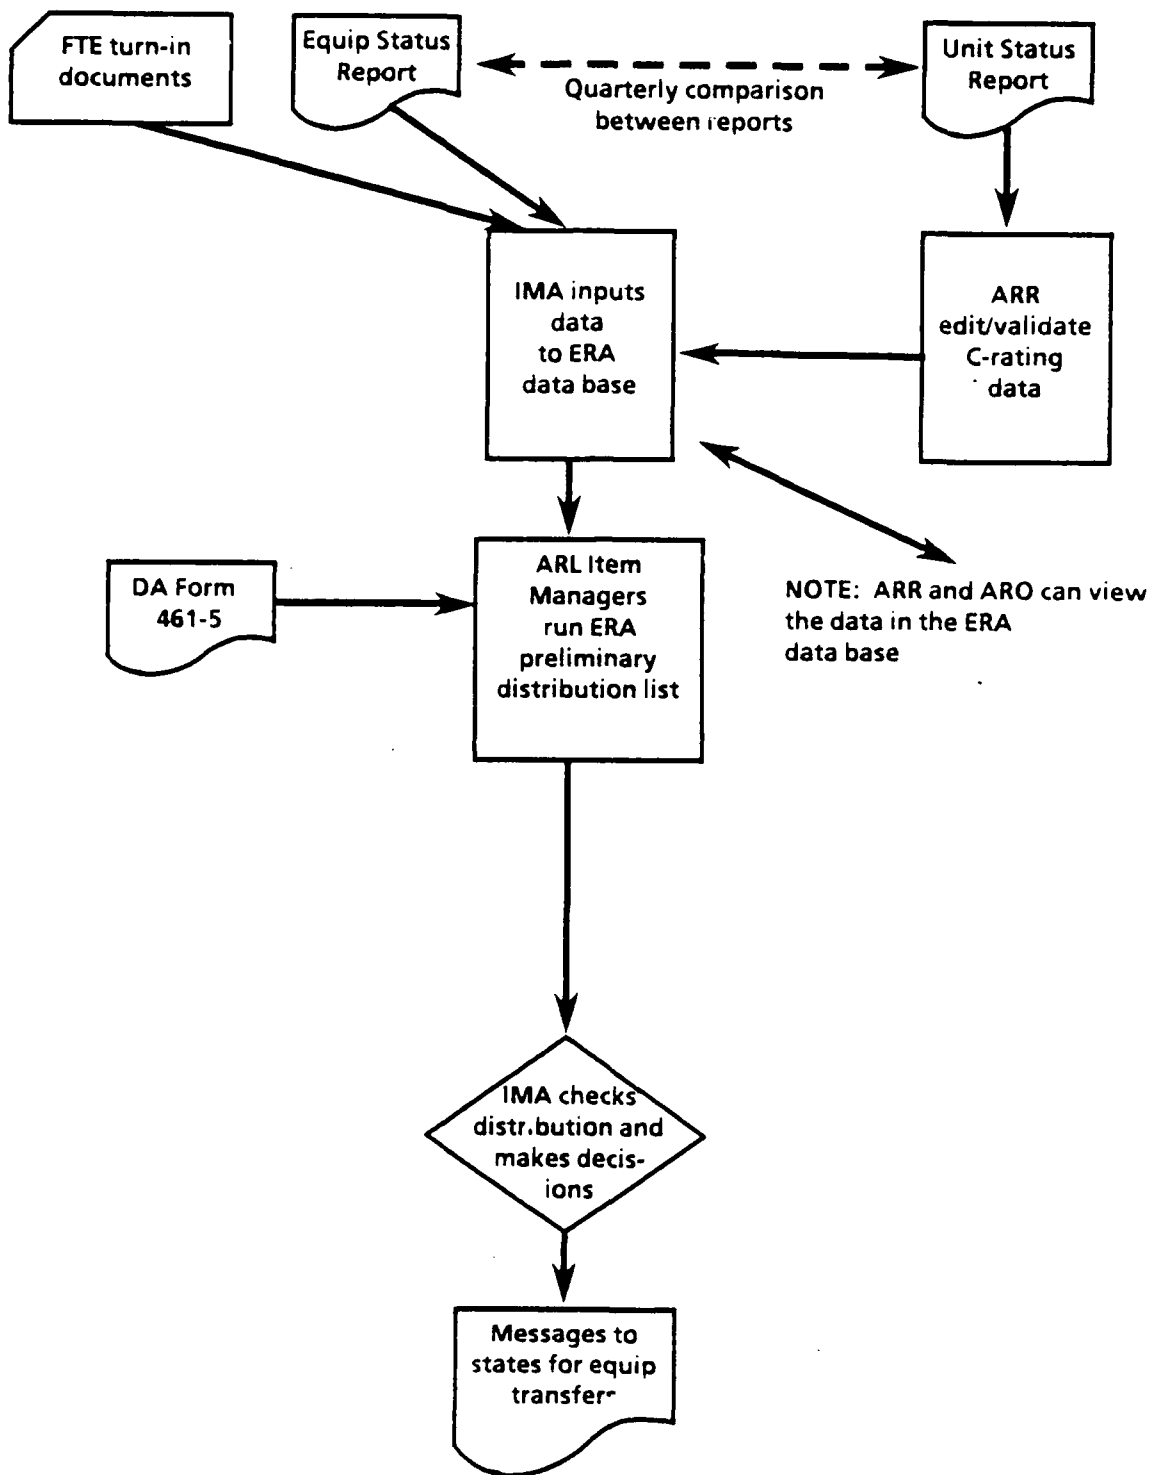 FTE turn-in
documents
Equip Status
Report
Quarterly comparison
between reports
Unit Status
Report
IMA inputs
data
to ERA
data base
ARR
edit/validate
C-rating
data
DA Form
461-5
ARL Item
Managers
run ERA
preliminary
distribution list
NOTE: ARR and ARO can view
the data in the ERA
data base
IMA checks
distribution and
makes decis-
ions
Messages to
states for equip
transfers